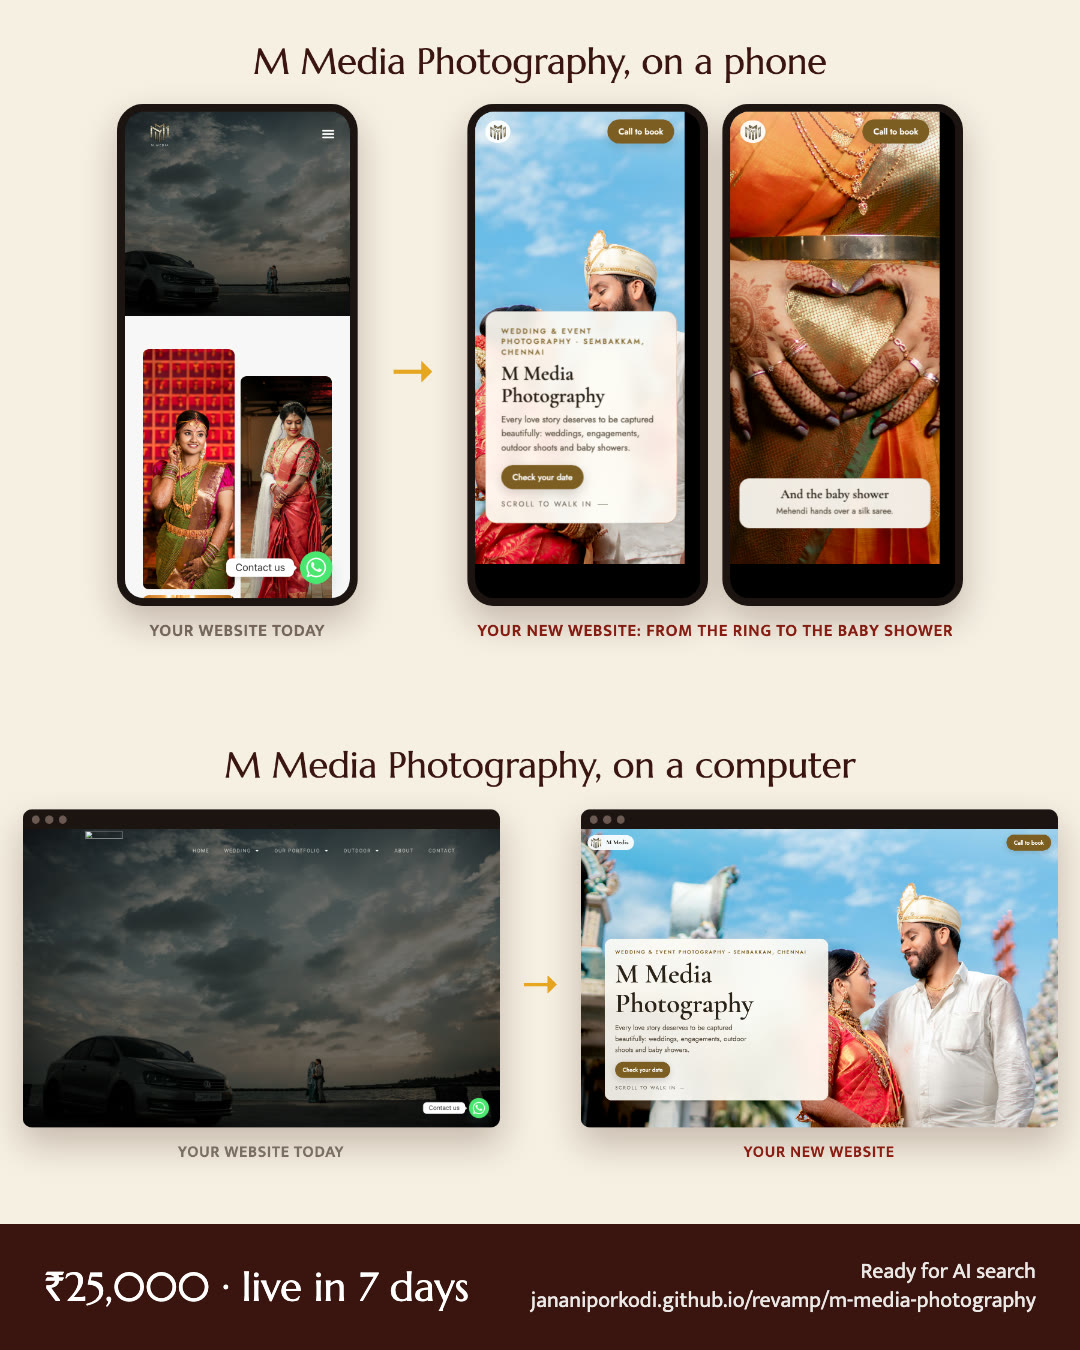 M Media Photography, on a phone
M MEDIA
Contact us
YOUR WEBSITE TODAY
Call to book
WEDDING & EVENT
PHOTOGRAPHY · SEMBAKKAM,
CHENNAI
M Media
Photography
Every love story deserves to be captured
beautifully: weddings, engagements,
outdoor shoots and baby showers.
Check your date
SCROLL TO WALK IN
Call to book
And the baby shower
Mehendi hands over a silk saree.
YOUR NEW WEBSITE: FROM THE RING TO THE BABY SHOWER
M Media Photography, on a computer
HOME WEDDING OUR PORTFOLIO OUTDOOR ABOUT CONTACT
Contact us
YOUR WEBSITE TODAY
M Media
Call to book
WEDDING & EVENT PHOTOGRAPHY · SEMBAKKAM, CHENNAI
M Media
Photography
Every love story deserves to be captured
beautifully: weddings, engagements, outdoor
shoots and baby showers.
Check your date
SCROLL TO WALK IN
YOUR NEW WEBSITE
₹25,000 · live in 7 days
Ready for AI search
jananiporkodi.github.io/revamp/m-media-photography